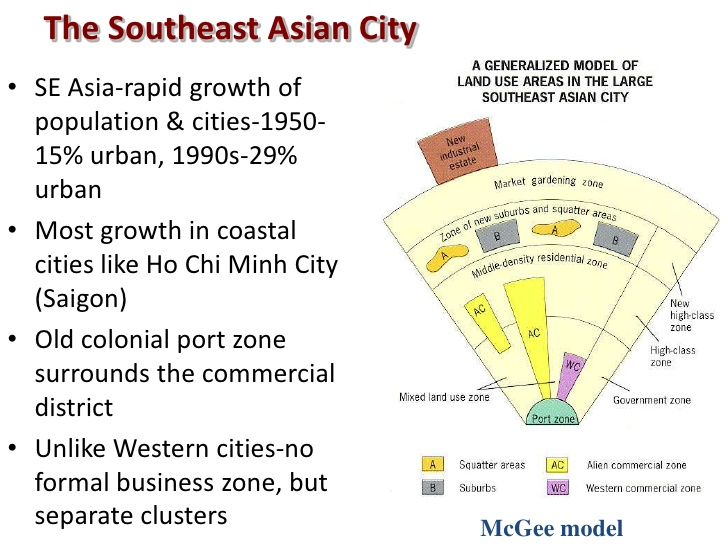 The Southeast Asian City
• SE Asia-rapid growth of
population & cities-1950-
15% urban, 1990s-29%
urban
• Most growth in coastal
cities like Ho Chi Minh City
(Saigon)
• Old colonial port zone
surrounds the commercial
district
• Unlike Western cities-no
formal business zone, but
separate clusters
A GENERALIZED MODEL OF
LAND USE AREAS IN THE LARGE
SOUTHEAST ASIAN CITY
New
industrial
estate
Market gardening zone
Zone of new suburbs and squatter areas
A
B
A
B
Middle-density residential zone
AC
AC
WC
New
high-class
zone
High-class
zone
Mixed land use zone
Government zone
Port zone
A Squatter areas
AC Alien commercial zone
B Suburbs
WC Western commercial zone
McGee model